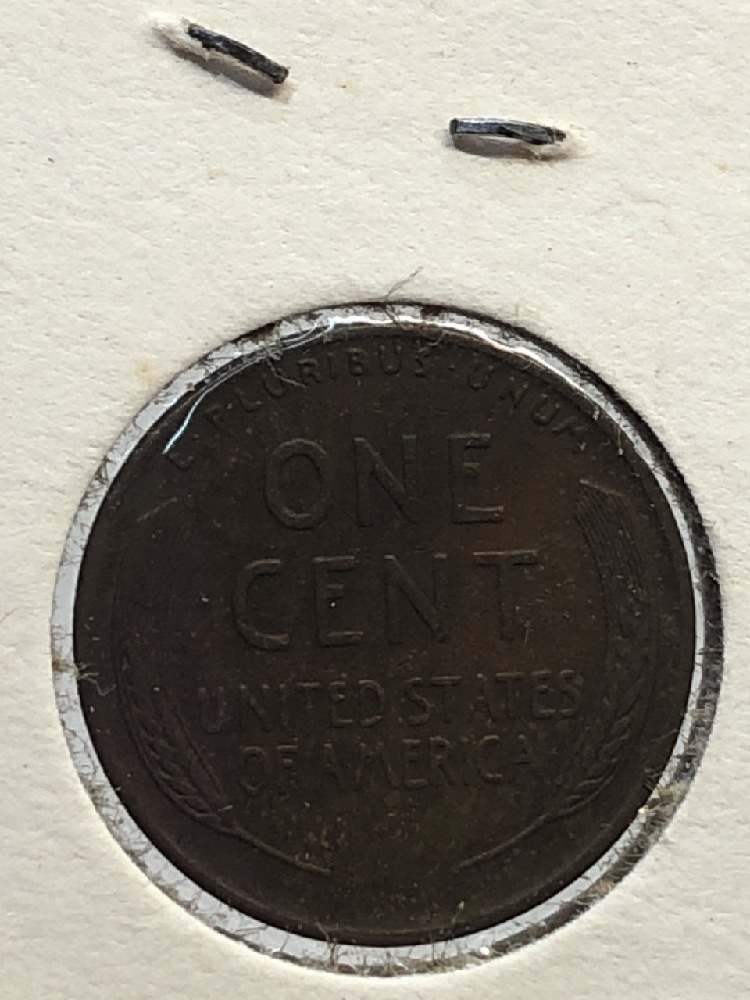 E·PLURIBUS·UNUM
ONE
CENT
UNITED STATES
OF AMERICA